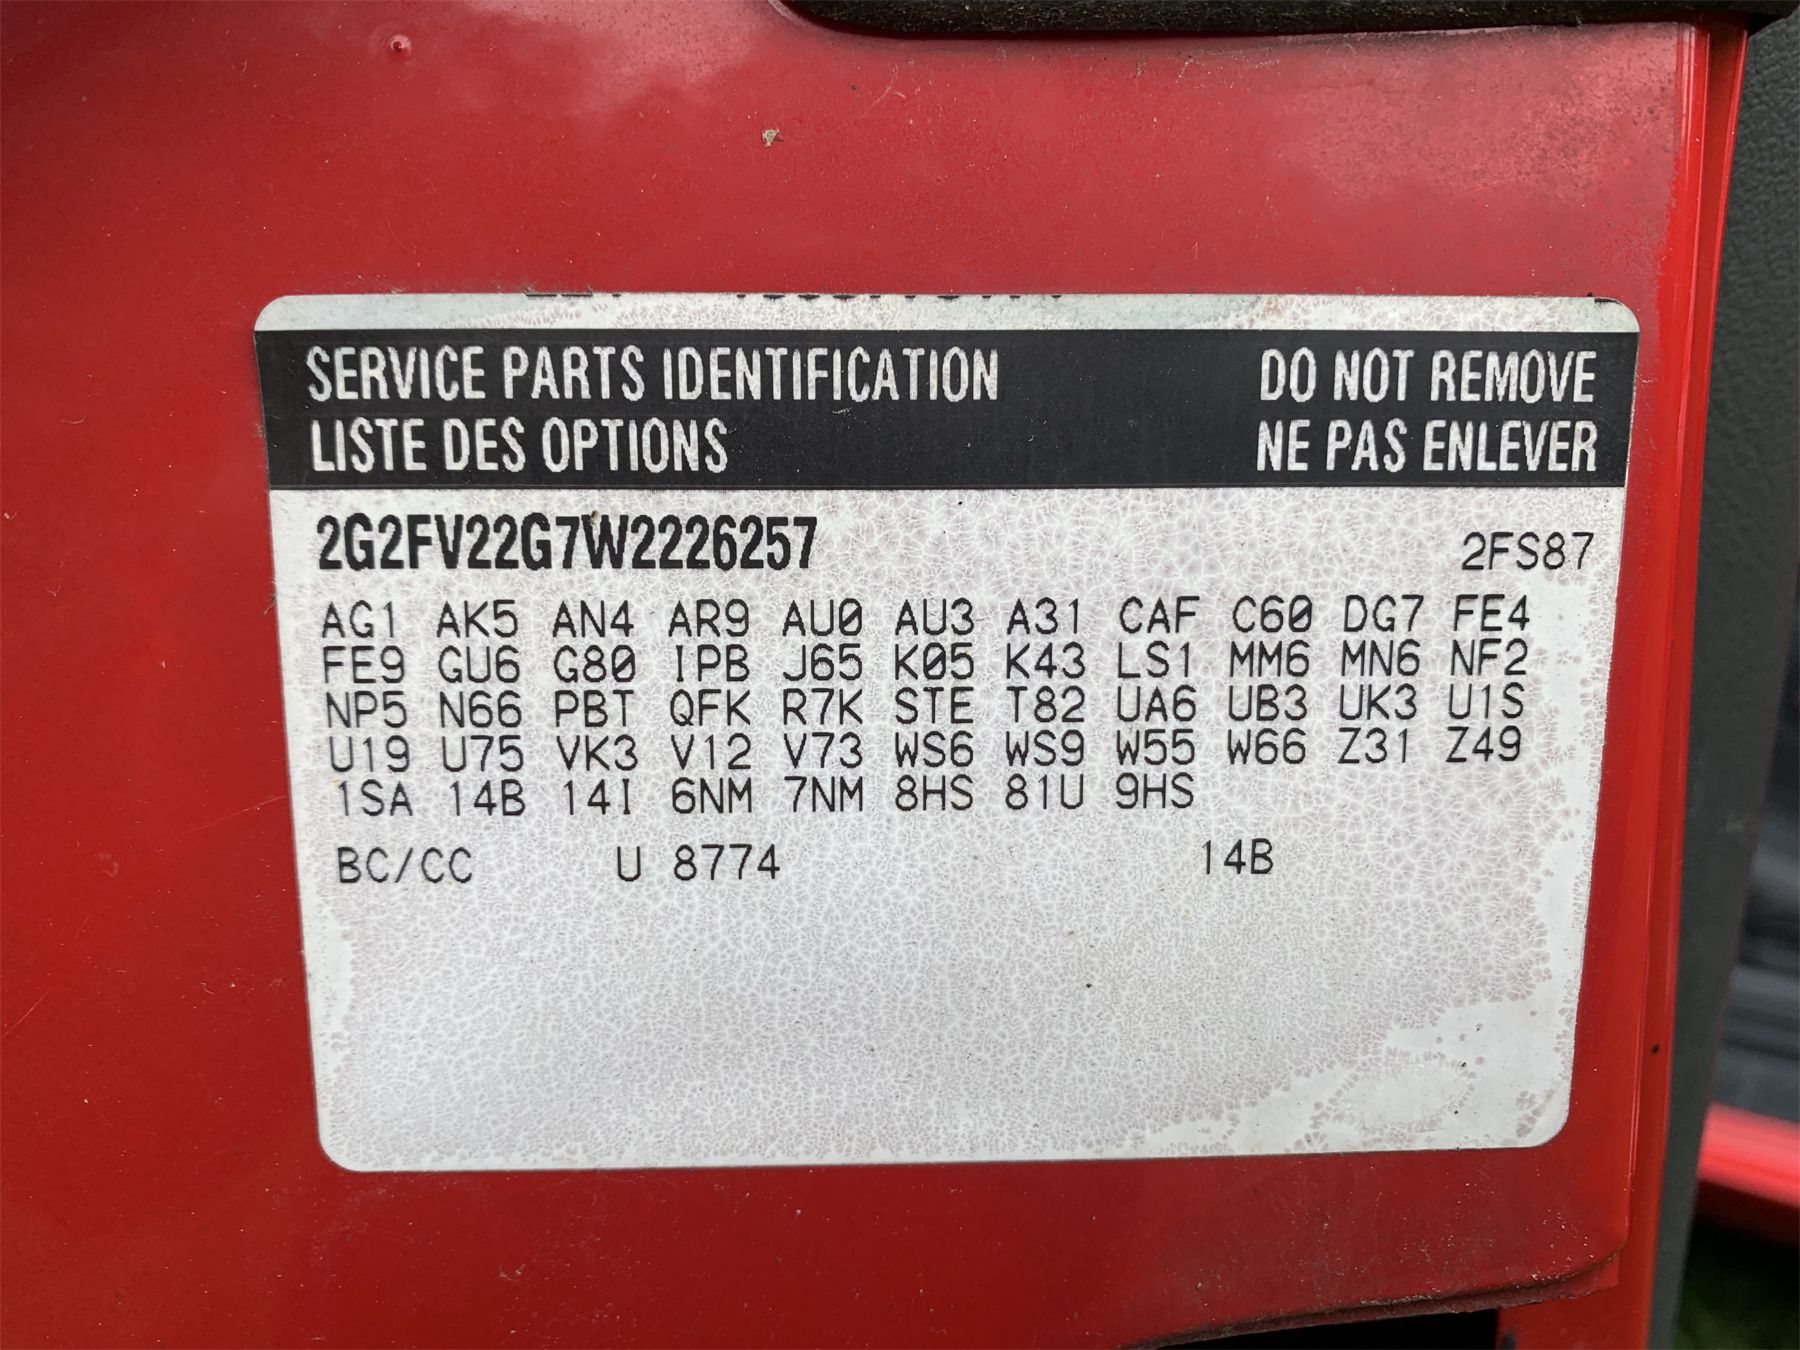 SERVICE PARTS IDENTIFICATION DO NOT REMOVE
LISTE DES OPTIONS NE PAS ENLEVER
2G2FV22G7W2226257 2FS87
AG1 AK5 AN4 AR9 AU0 AU3 A31 CAF C60 DG7 FE4
FE9 GU6 G80 IPB J65 K05 K43 LS1 MM6 MN6 NF2
NP5 N66 PBT QFK R7K STE T82 UA6 UB3 UK3 U1S
U19 U75 VK3 V12 V73 WS6 WS9 W55 W66 Z31 Z49
1SA 14B 14I 6NM 7NM 8HS 81U 9HS
BC/CC U 8774 14B